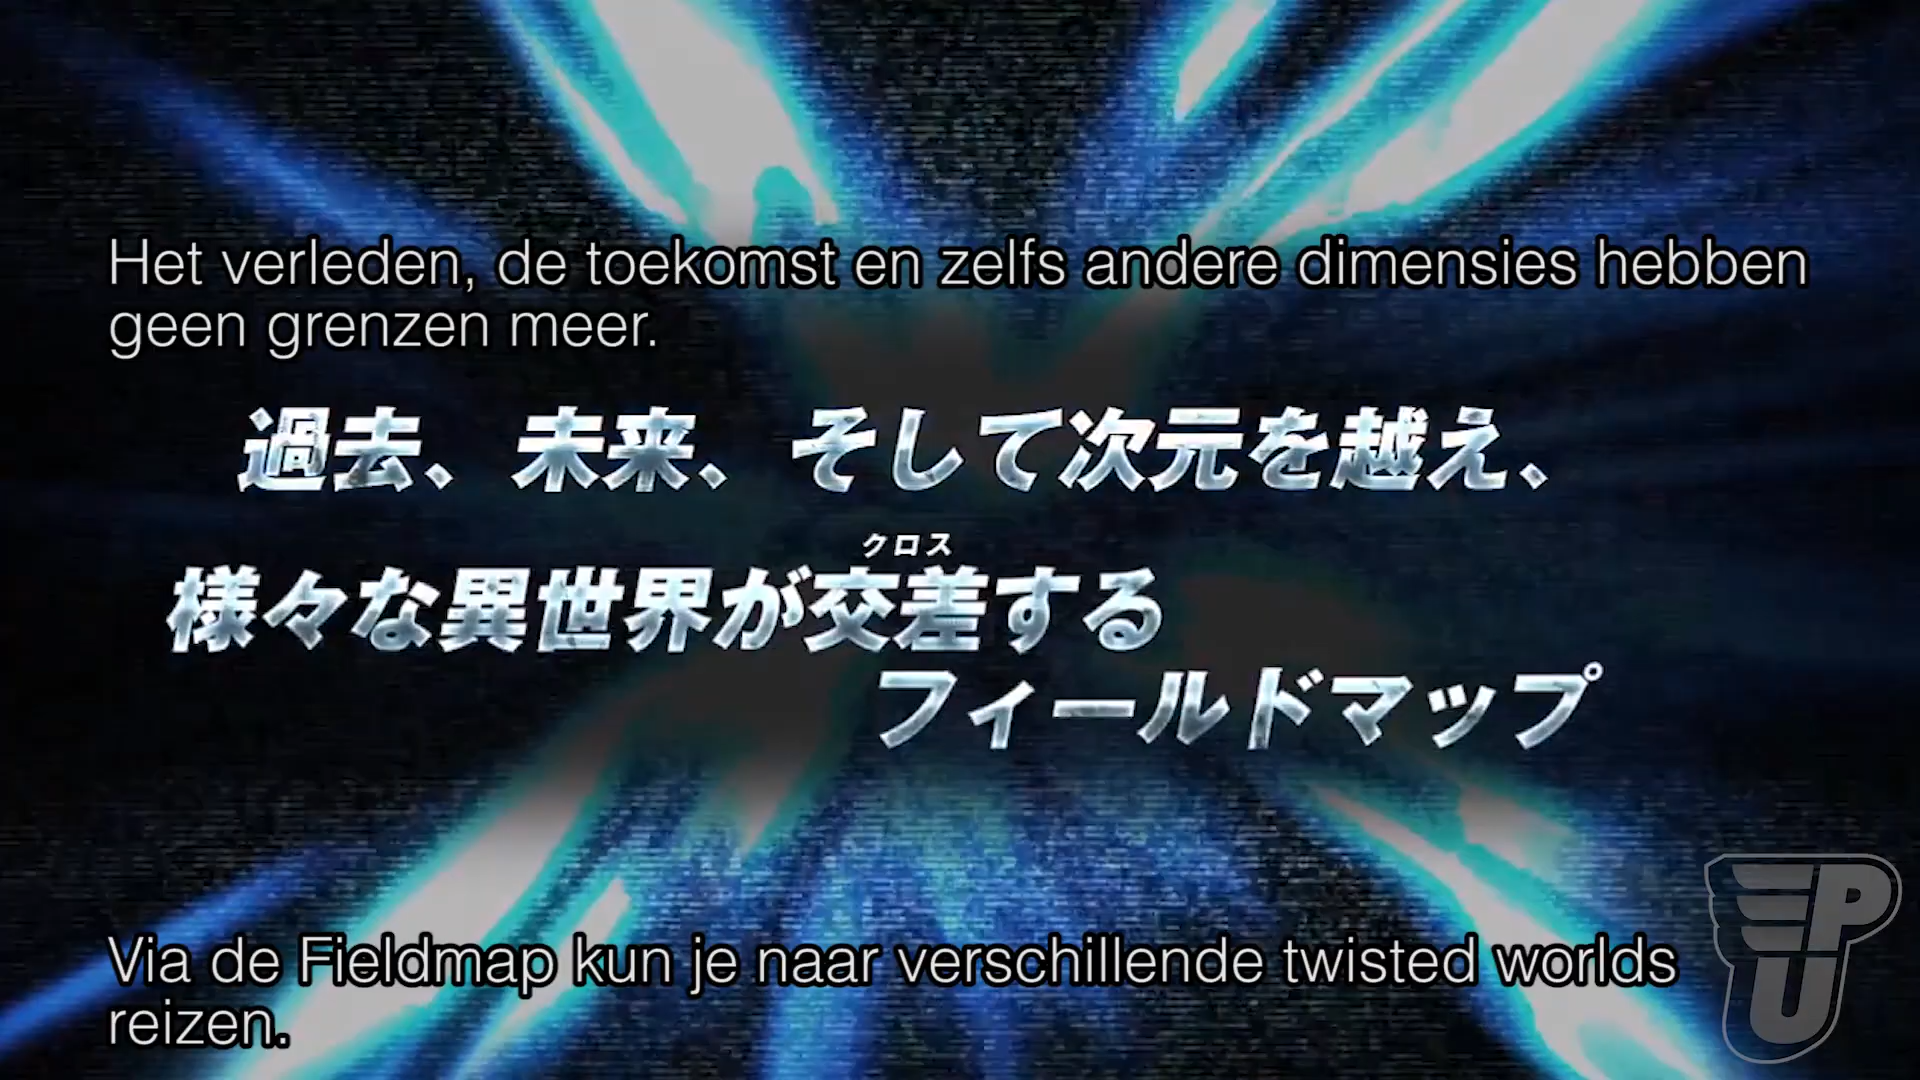 Het verleden, de toekomst en zelfs andere dimensies hebben
geen grenzen meer.
過去、未来、そして次元を越え、
クロス
様々な異世界が交差する
フィールドマップ
Via de Fieldmap kun je naar verschillende twisted worlds
reizen.
PU